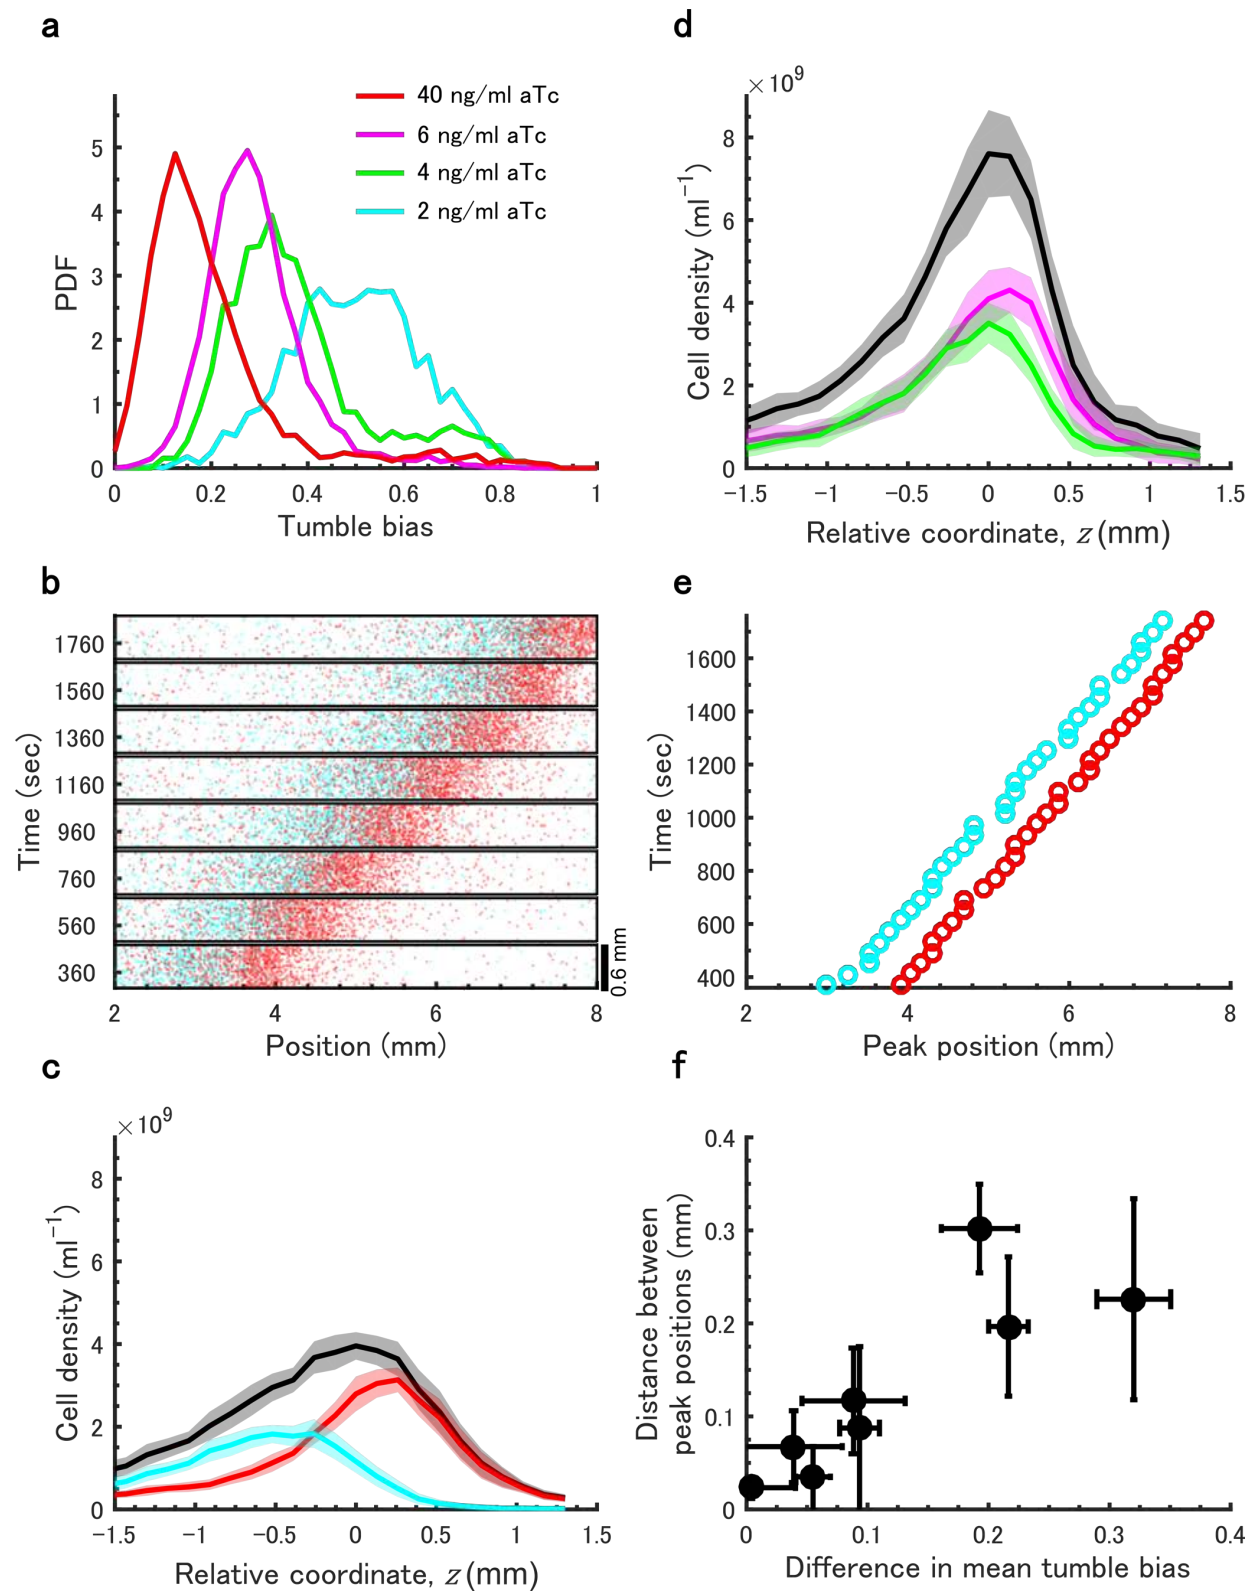 a
40 ng/ml aTc
6 ng/ml aTc
4 ng/ml aTc
2 ng/ml aTc
5
4
3
2
1
0
PDF
0 0.2 0.4 0.6 0.8 1
Tumble bias
b
1760
1560
1360
1160
960
760
560
360
Time (sec)
0.6 mm
2 4 6 8
Position (mm)
c
×10⁹
8
6
4
2
0
Cell density (ml⁻¹)
−1.5 −1 −0.5 0 0.5 1 1.5
Relative coordinate, z (mm)
d
×10⁹
8
6
4
2
0
Cell density (ml⁻¹)
−1.5 −1 −0.5 0 0.5 1 1.5
Relative coordinate, z (mm)
e
1600
1400
1200
1000
800
600
400
Time (sec)
2 4 6 8
Peak position (mm)
f
0.4
0.3
0.2
0.1
0
Distance between
peak positions (mm)
0 0.1 0.2 0.3 0.4
Difference in mean tumble bias